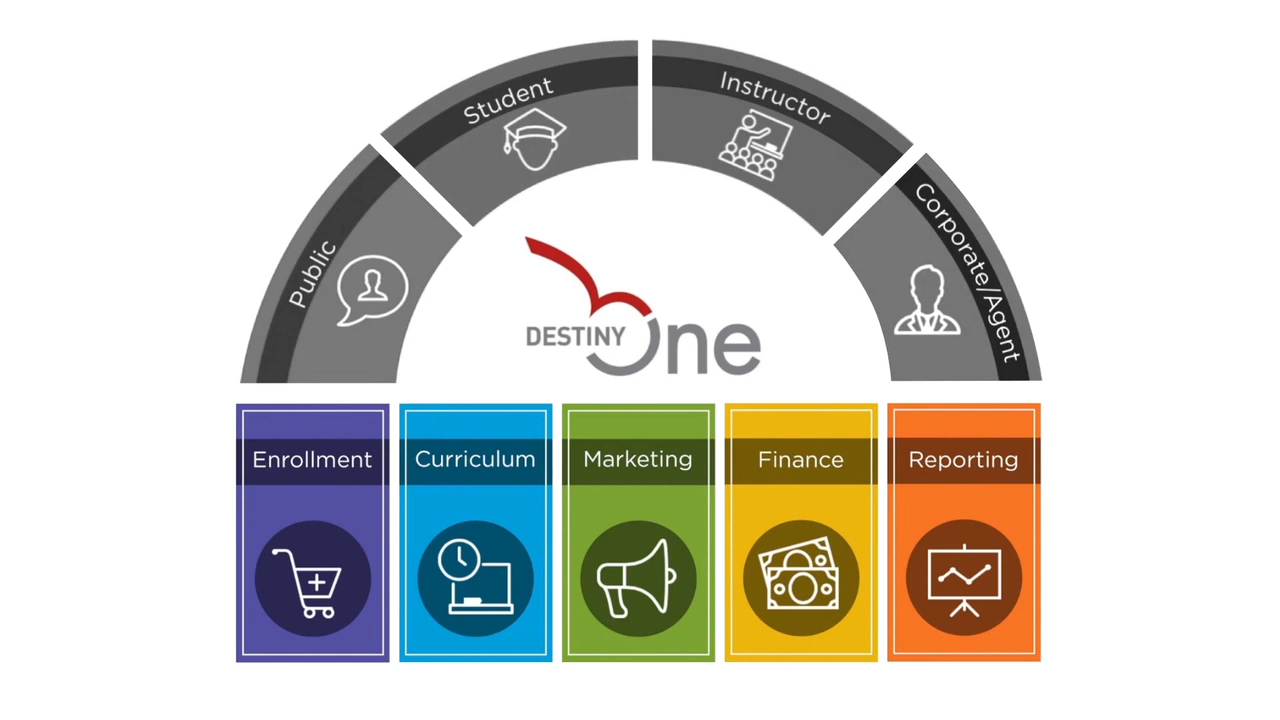 Student
Instructor
Public
Corporate/Agent
DESTINY One
Enrollment
Curriculum
Marketing
Finance
Reporting